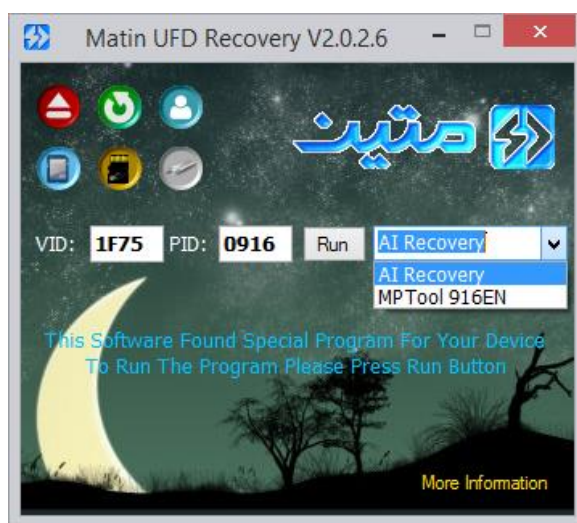 Matin UFD Recovery V2.0.2.6
متین
VID: 1F75 PID: 0916 Run AI Recovery
AI Recovery
MPTool 916EN
This Software Found Special Program For Your Device
To Run The Program Please Press Run Button
More Information